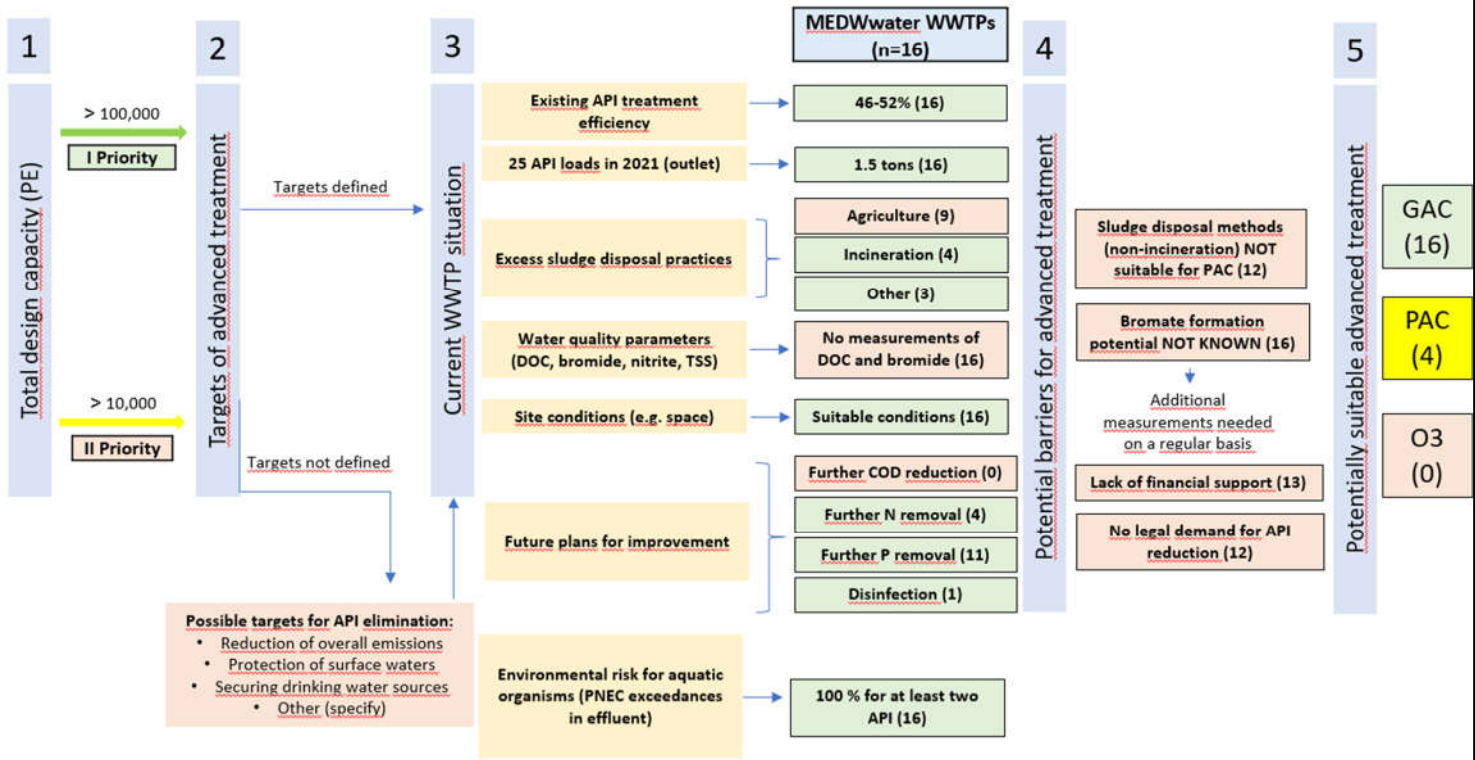 1
Total design capacity (PE)
> 100,000
I Priority
> 10,000
II Priority
2
Targets of advanced treatment
Targets defined
Targets not defined
Possible targets for API elimination:
• Reduction of overall emissions
• Protection of surface waters
• Securing drinking water sources
• Other (specify)
3
Current WWTP situation
MEDWwater WWTPs
(n=16)
Existing API treatment
efficiency
46-52% (16)
25 API loads in 2021 (outlet)
1.5 tons (16)
Excess sludge disposal practices
Agriculture (9)
Incineration (4)
Other (3)
Water quality parameters
(DOC, bromide, nitrite, TSS)
No measurements of
DOC and bromide
(16)
Site conditions (e.g. space)
Suitable conditions (16)
Future plans for improvement
Further COD reduction (0)
Further N removal (4)
Further P removal (11)
Disinfection (1)
Environmental risk for aquatic
organisms (PNEC exceedances
in effluent)
100 % for at least two
API (16)
4
Potential barriers for advanced treatment
Sludge disposal methods
(non-incineration) NOT
suitable for PAC (12)
Bromate formation
potential NOT KNOWN (16)
Additional
measurements needed
on a regular basis
Lack of financial support (13)
No legal demand for API
reduction (12)
5
Potentially suitable advanced treatment
GAC
(16)
PAC
(4)
O3
(0)